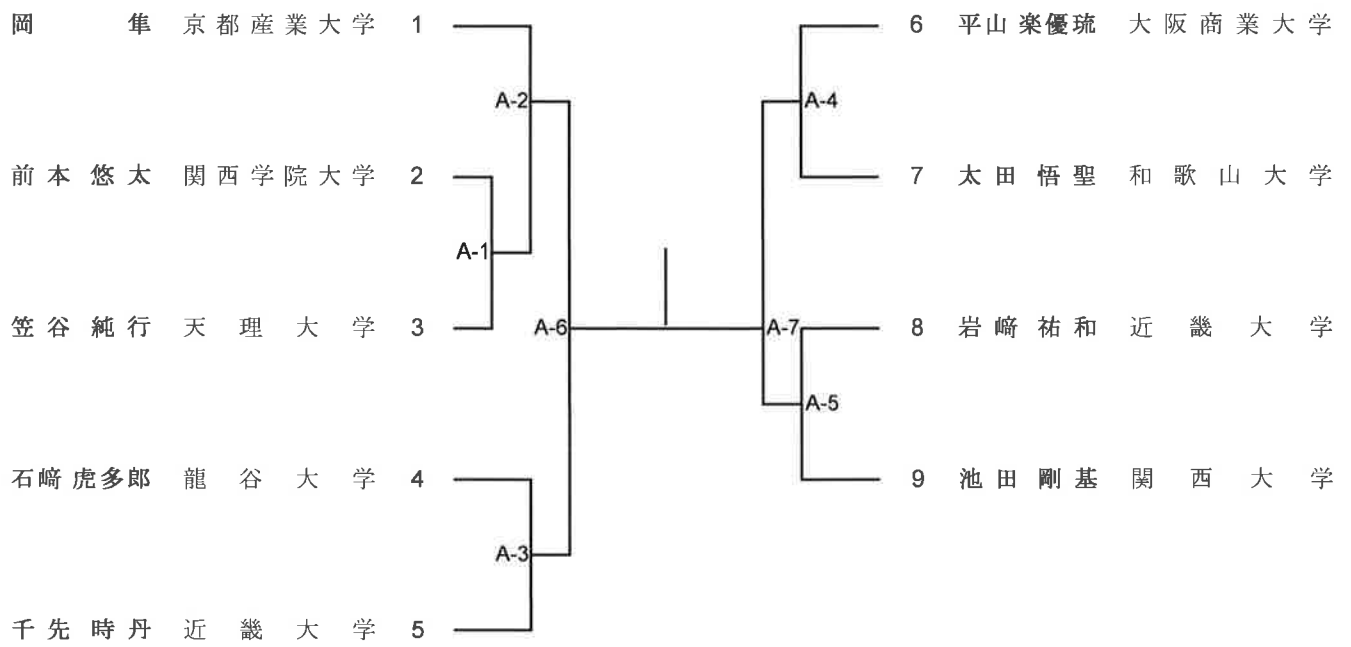 岡 隼 京都産業大学 1
A-2
前本悠太 関西学院大学 2
A-1
笠谷純行 天理大学 3
A-6
石﨑虎多郎 龍谷大学 4
A-3
千先時丹 近畿大学 5
6 平山楽優琉 大阪商業大学
A-4
7 太田悟聖 和歌山大学
A-7
8 岩﨑祐和 近畿大学
A-5
9 池田剛基 関西大学